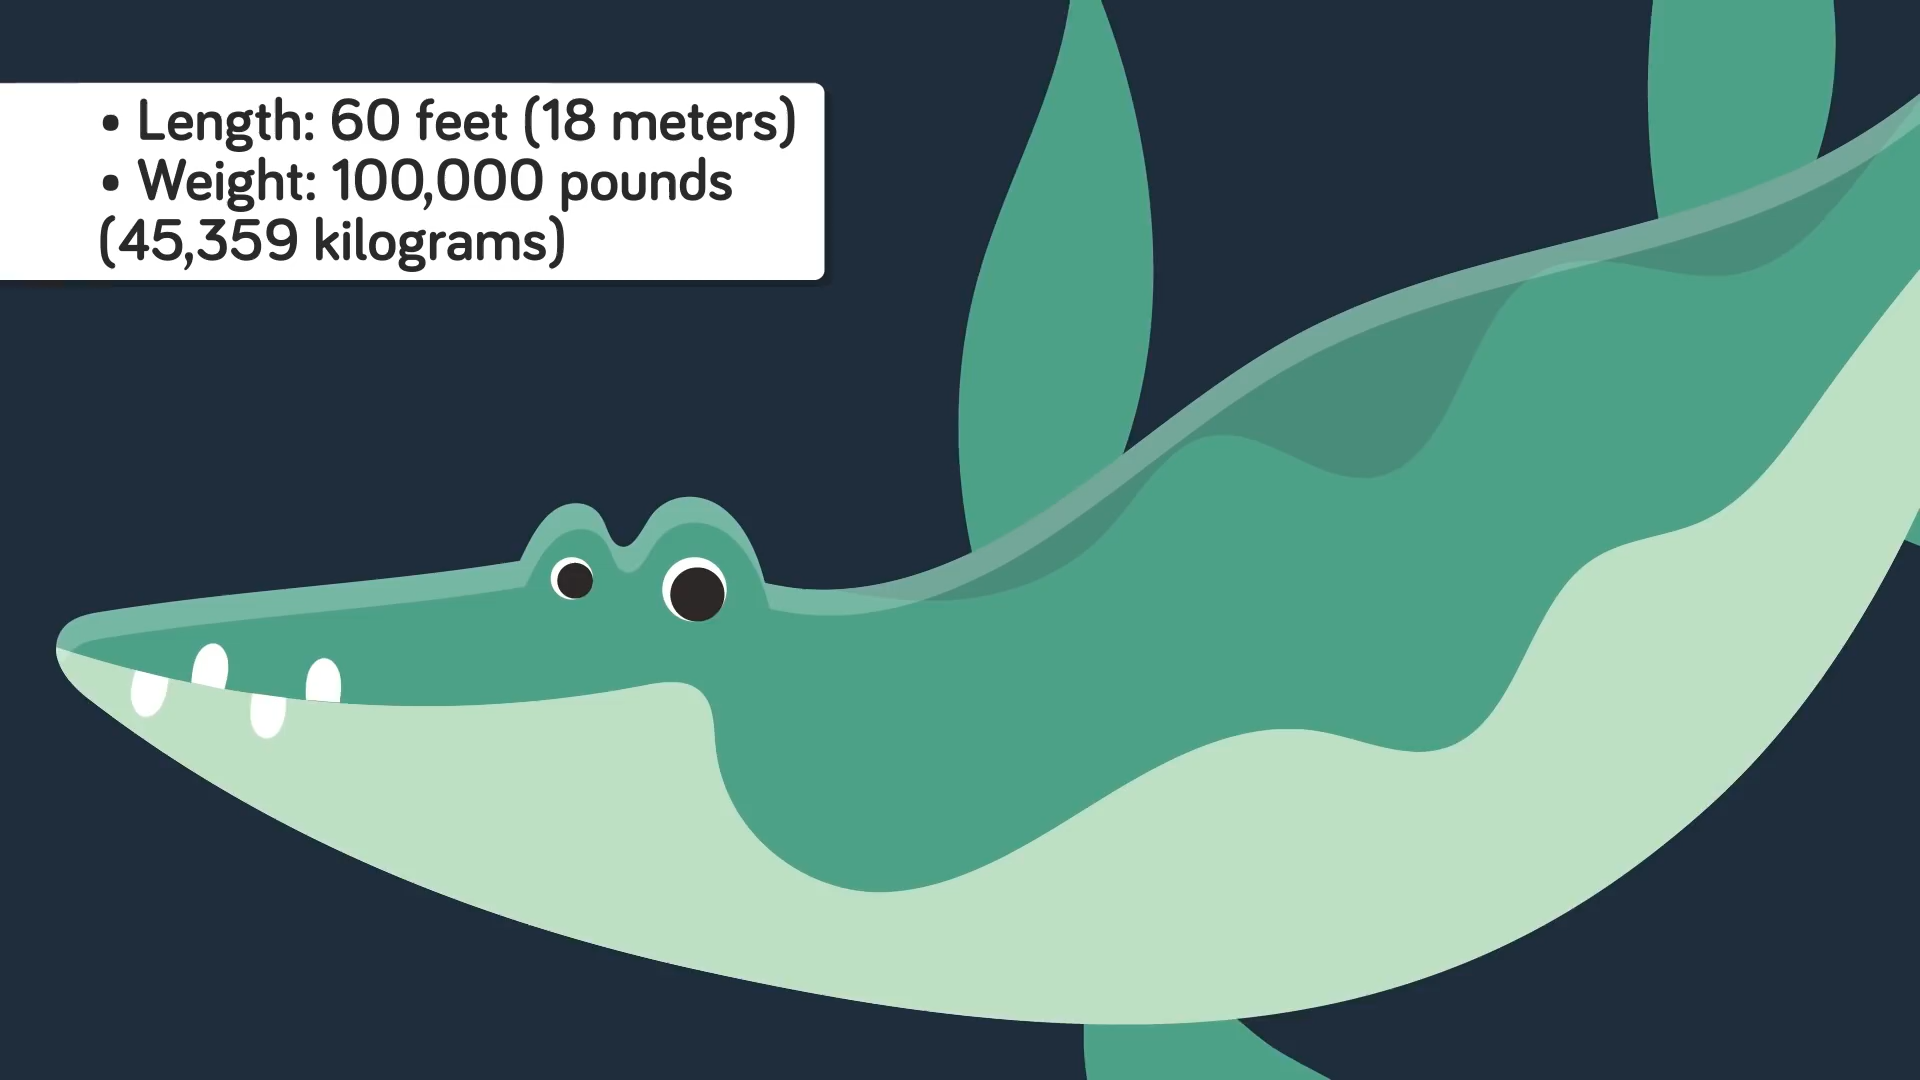 • Length: 60 feet (18 meters)
• Weight: 100,000 pounds
(45,359 kilograms)